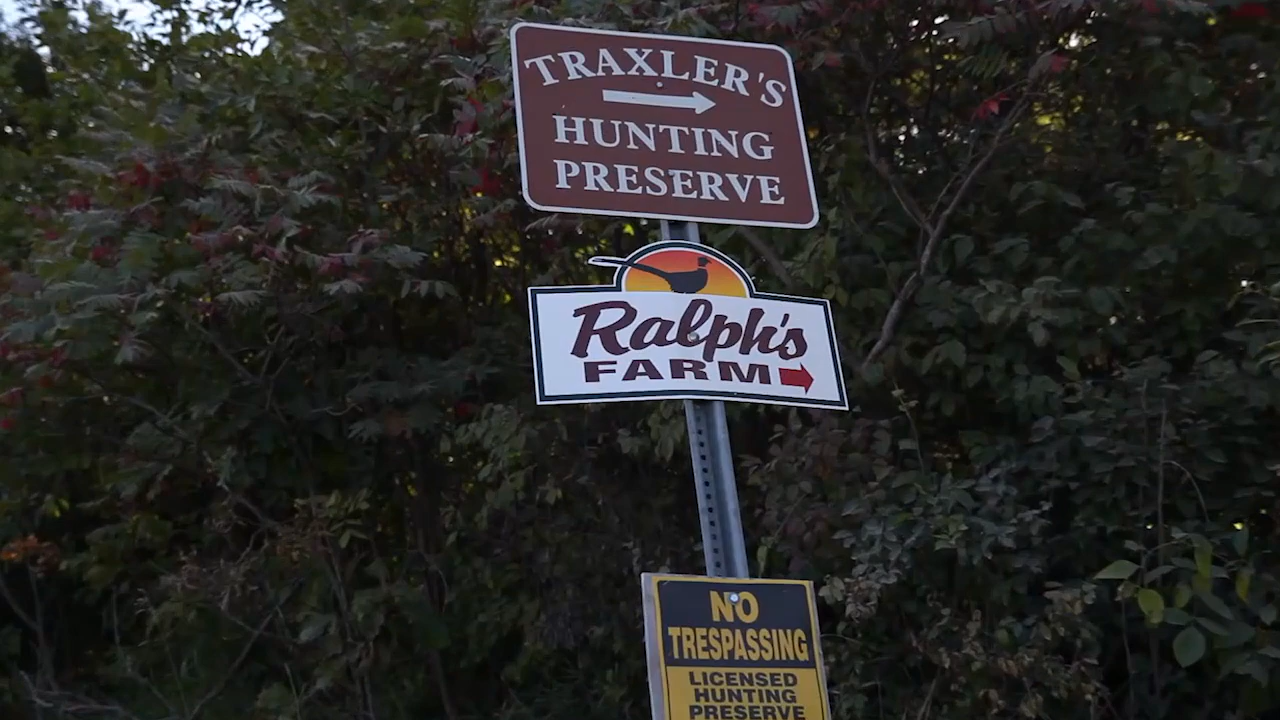 TRAXLER'S
HUNTING
PRESERVE
Ralph's
FARM
NO
TRESPASSING
LICENSED
HUNTING
PRESERVE